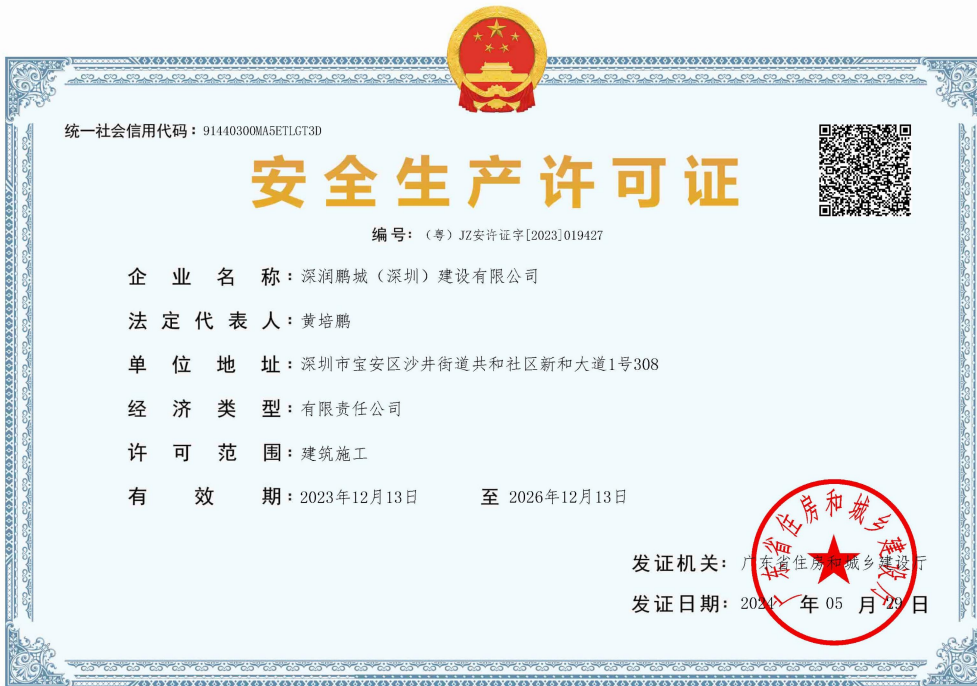 统一社会信用代码：91440300MA5ETLGT3D
安全生产许可证
编号：（粤）JZ安许证字[2023]019427
企业名称：深润鹏城（深圳）建设有限公司
法定代表人：黄培鹏
单位地址：深圳市宝安区沙井街道共和社区新和大道1号308
经济类型：有限责任公司
许可范围：建筑施工
有效期：2023年12月13日 至 2026年12月13日
广东省住房和城乡建设厅
发证机关：广东省住房和城乡建设厅
发证日期：2024 年 05 月 29 日